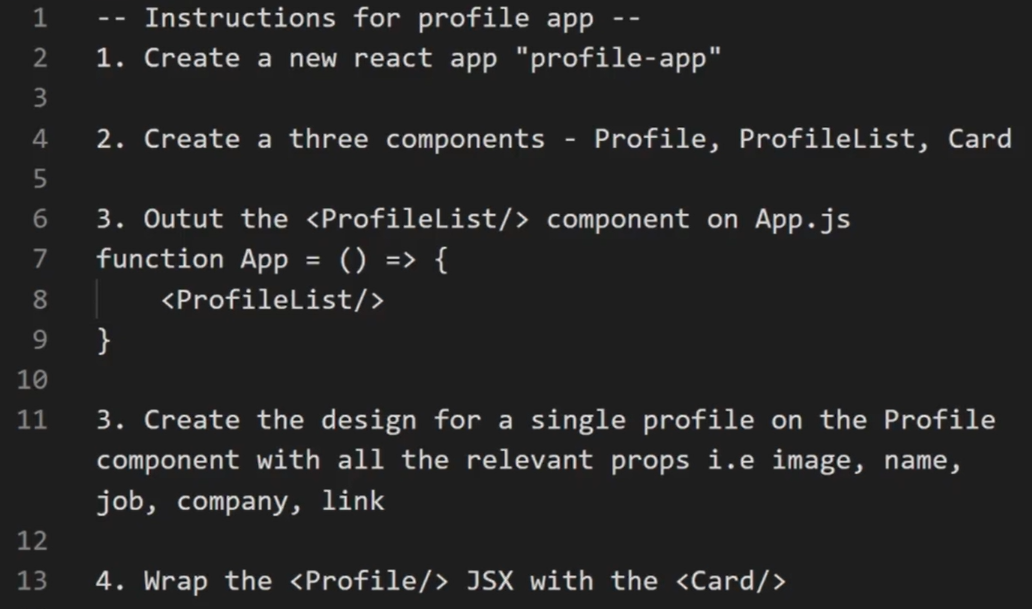 1 -- Instructions for profile app --
2 1. Create a new react app "profile-app"
3
4 2. Create a three components - Profile, ProfileList, Card
5
6 3. Outut the <ProfileList/> component on App.js
7 function App = () => {
8 <ProfileList/>
9 }
10
11 3. Create the design for a single profile on the Profile
component with all the relevant props i.e image, name,
job, company, link
12
13 4. Wrap the <Profile/> JSX with the <Card/>